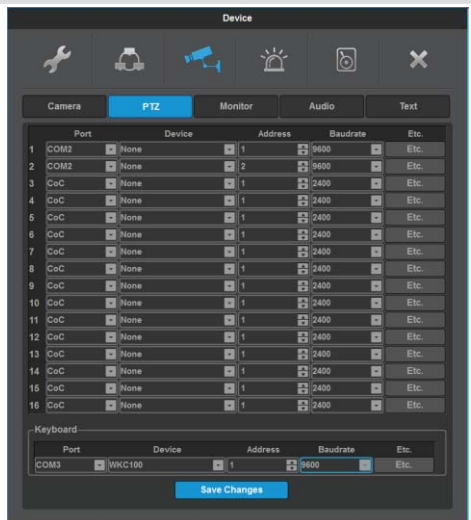 Device
Camera PTZ Monitor Audio Text
Port Device Address Baudrate Etc.
1 COM2 None 1 9600 Etc.
2 COM2 None 2 9600 Etc.
3 CoC None 1 2400 Etc.
4 CoC None 1 2400 Etc.
5 CoC None 1 2400 Etc.
6 CoC None 1 2400 Etc.
7 CoC None 1 2400 Etc.
8 CoC None 1 2400 Etc.
9 CoC None 1 2400 Etc.
10 CoC None 1 2400 Etc.
11 CoC None 1 2400 Etc.
12 CoC None 1 2400 Etc.
13 CoC None 1 2400 Etc.
14 CoC None 1 2400 Etc.
15 CoC None 1 2400 Etc.
16 CoC None 1 2400 Etc.
Keyboard
Port Device Address Baudrate Etc.
COM3 WKC100 1 9600 Etc.
Save Changes